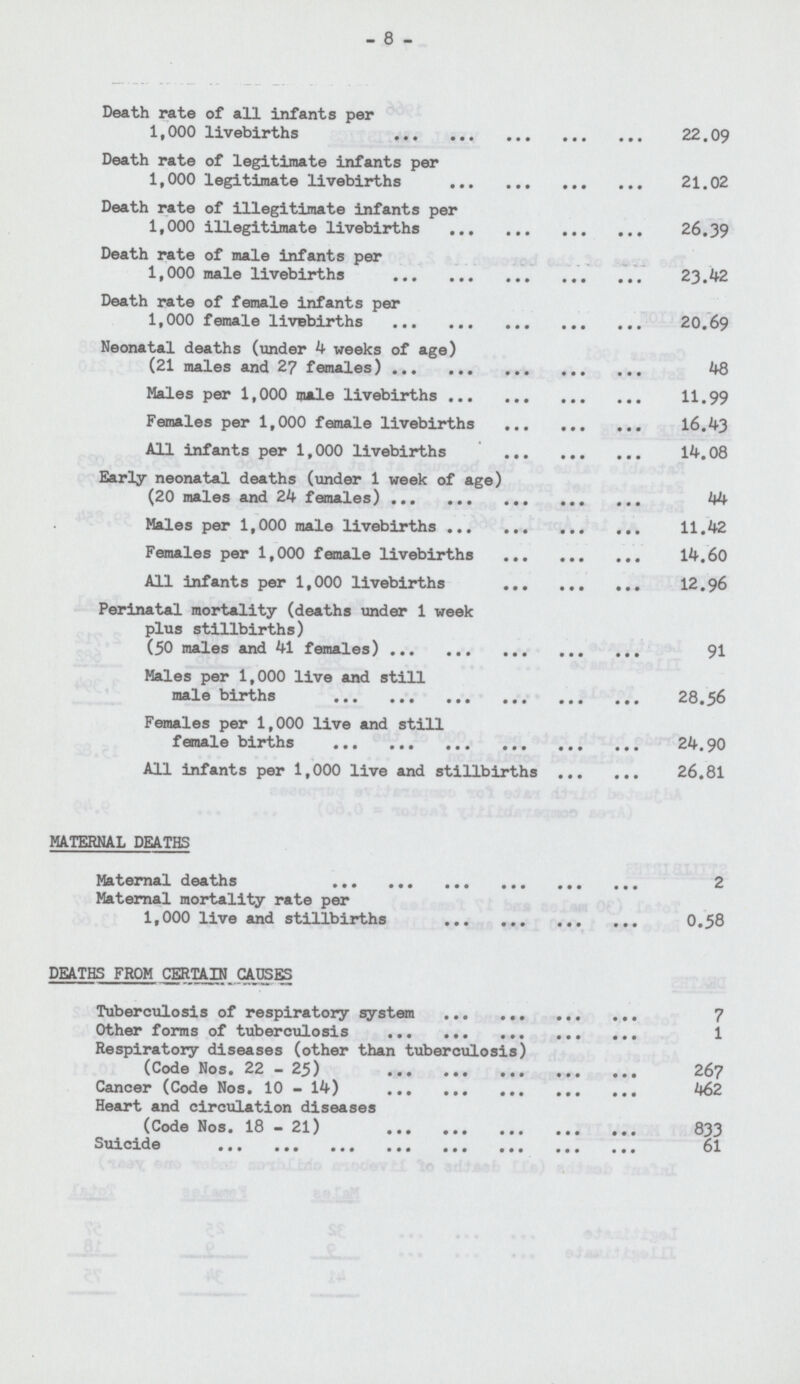 - 8 -
Death rate of all infants per
1,000 livebirths ... ... ... ... ... 22.09
Death rate of legitimate infants per
1,000 legitimate livebirths ... ... ... ... 21.02
Death rate of illegitimate infants per
1,000 illegitimate livebirths ... ... ... ... 26.39
Death rate of male infants per
1,000 male livebirths ... ... ... ... ... 23.42
Death rate of female infants per
1,000 female livebirths ... ... ... ... ... 20.69
Neonatal deaths (under 4 weeks of age)
(21 males and 27 females) ... ... ... ... ... 48
Males per 1,000 male livebirths ... ... ... ... 11.99
Females per 1,000 female livebirths ... ... ... 16.43
All infants per 1,000 livebirths ... ... ... 14.08
Early neonatal deaths (under 1 week of age)
(20 males and 24 females) ... ... ... ... ... 44
Males per 1,000 male livebirths ... ... ... ... 11.42
Females per 1,000 female livebirths ... ... ... 14.60
All infants per 1,000 livebirths ... ... ... 12.96
Perinatal mortality (deaths under 1 week
plus stillbirths)
(50 males and 41 females) ... ... ... ... ... 91
Males per 1,000 live and still
male births ... ... ... ... ... ... 28.56
Females per 1,000 live and still
female births ... ... ... ... ... ... 24.90
All infants per 1,000 live and stillbirths ... ... 26.81
MATERNAL DEATHS
Maternal deaths ... ... ... ... ... ... 2
Maternal mortality rate per
1,000 live and stillbirths ... ... ... ... 0.58
DEATHS FROM CERTAIN CAUSES
Tuberculosis of respiratory system ... ... ... ... 7
Other forms of tuberculosis ... ... ... ... ... 1
Respiratory diseases (other than tuberculosis)
(Code Nos. 22 - 25) ... ... ... ... ... 267
Cancer (Code Nos. 10 - 14) ... ... ... ... ... 462
Heart and circulation diseases
(Code Nos. 18 - 21) ... ... ... ... ... 833
Suicide ... ... ... ... ... ... ... ... 61